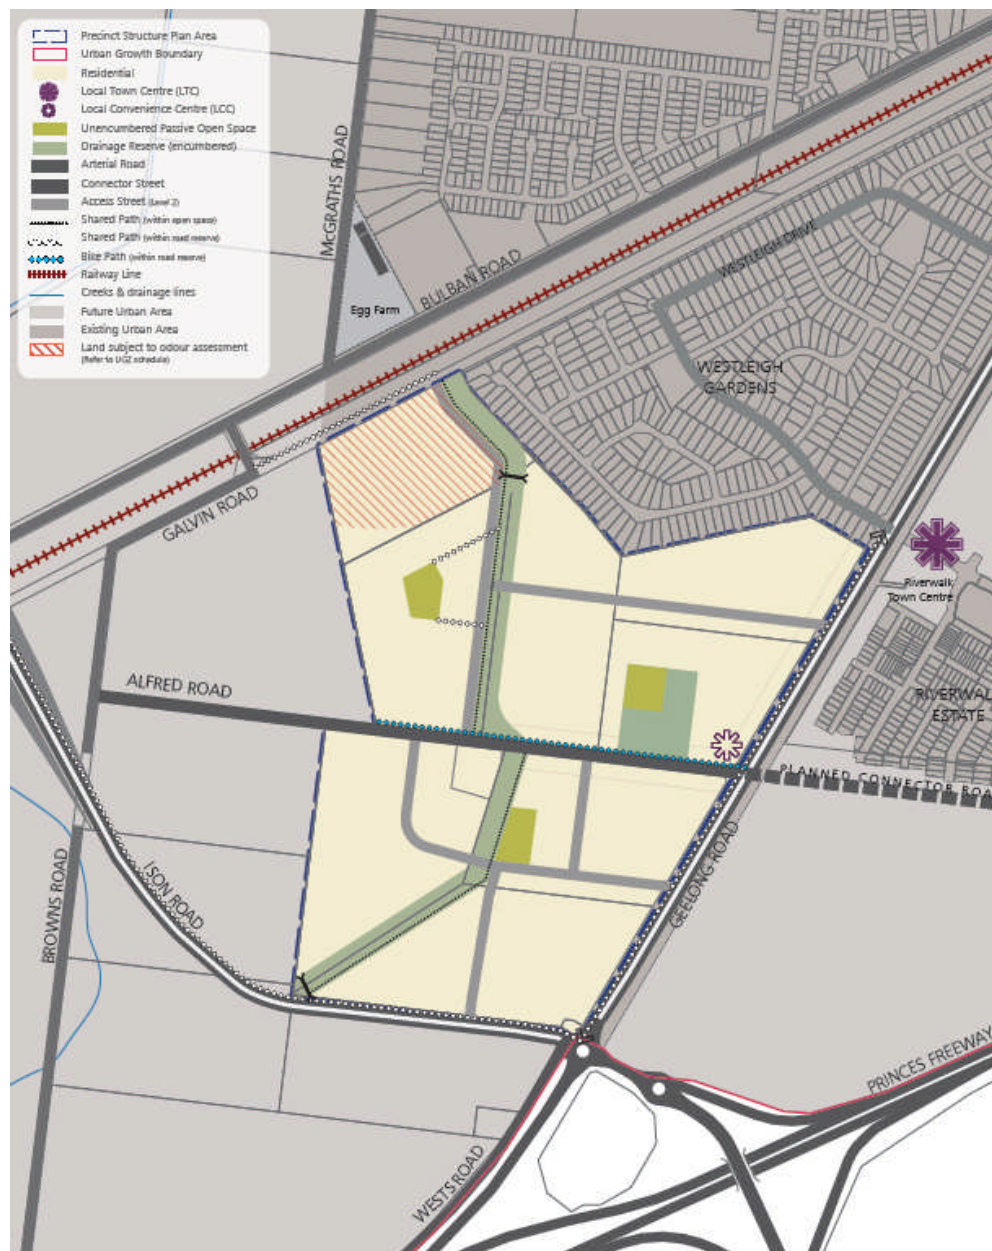 Precinct Structure Plan Area
Urban Growth Boundary
Residential
Local Town Centre (LTC)
Local Convenience Centre (LCC)
Unencumbered Passive Open Space
Drainage Reserve (encumbered)
Arterial Road
Connector Street
Access Street (Level 2)
Shared Path (within open space)
Shared Path (within road reserve)
Bike Path (within road reserve)
Railway Line
Creeks & drainage lines
Future Urban Area
Existing Urban Area
Land subject to odour assessment
(Refer to UGZ schedule)
McGRATHS ROAD
BULBAN ROAD
WESTLEIGH DRIVE
Egg Farm
WESTLEIGH
GARDENS
GALVIN ROAD
Riverwalk
Town Centre
ALFRED ROAD
RIVERWAL
ESTATE
PLANNED CONNECTOR ROA
GEELONG ROAD
ISON ROAD
BROWNS ROAD
PRINCES FREEWAY
WESTS ROAD